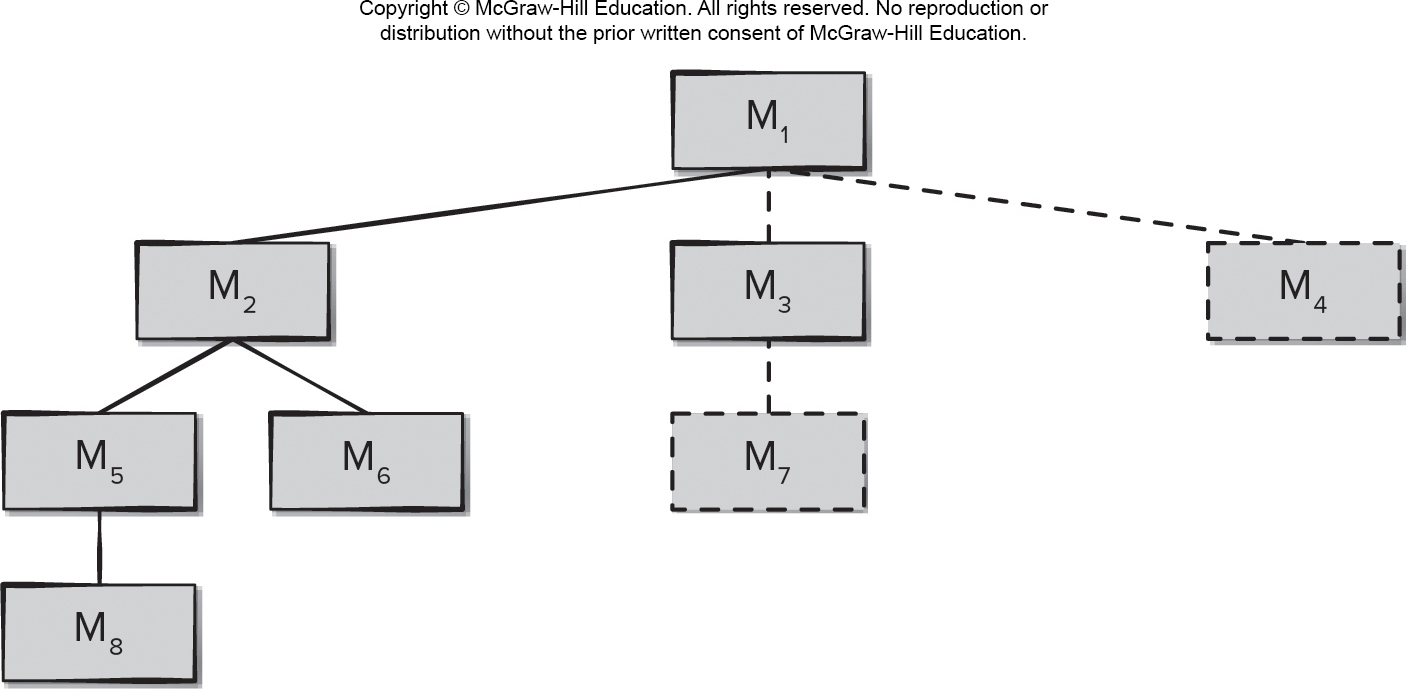 Copyright © McGraw-Hill Education. All rights reserved. No reproduction or
distribution without the prior written consent of McGraw-Hill Education.
M1
M2
M3
M4
M5
M6
M7
M8